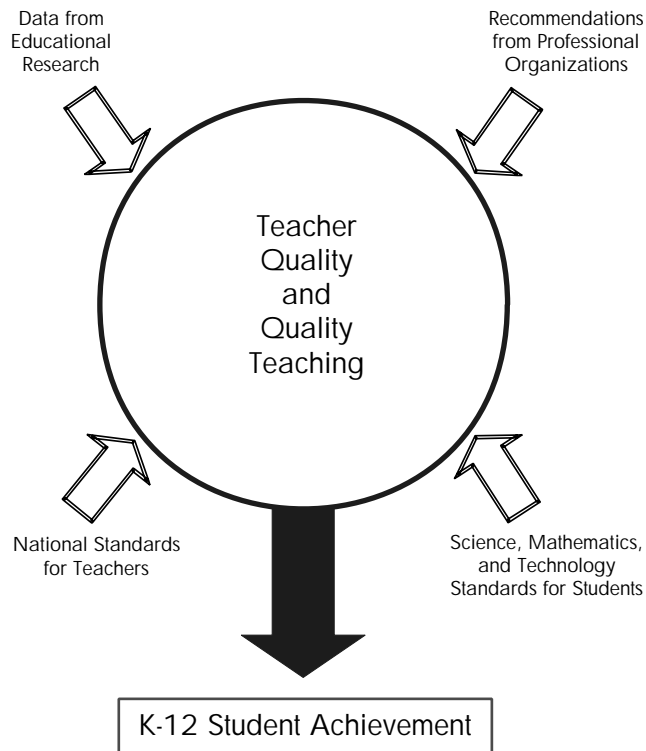 Data from
Educational
Research
Recommendations
from Professional
Organizations
Teacher
Quality
and
Quality
Teaching
National Standards
for Teachers
Science, Mathematics,
and Technology
Standards for Students
K-12 Student Achievement